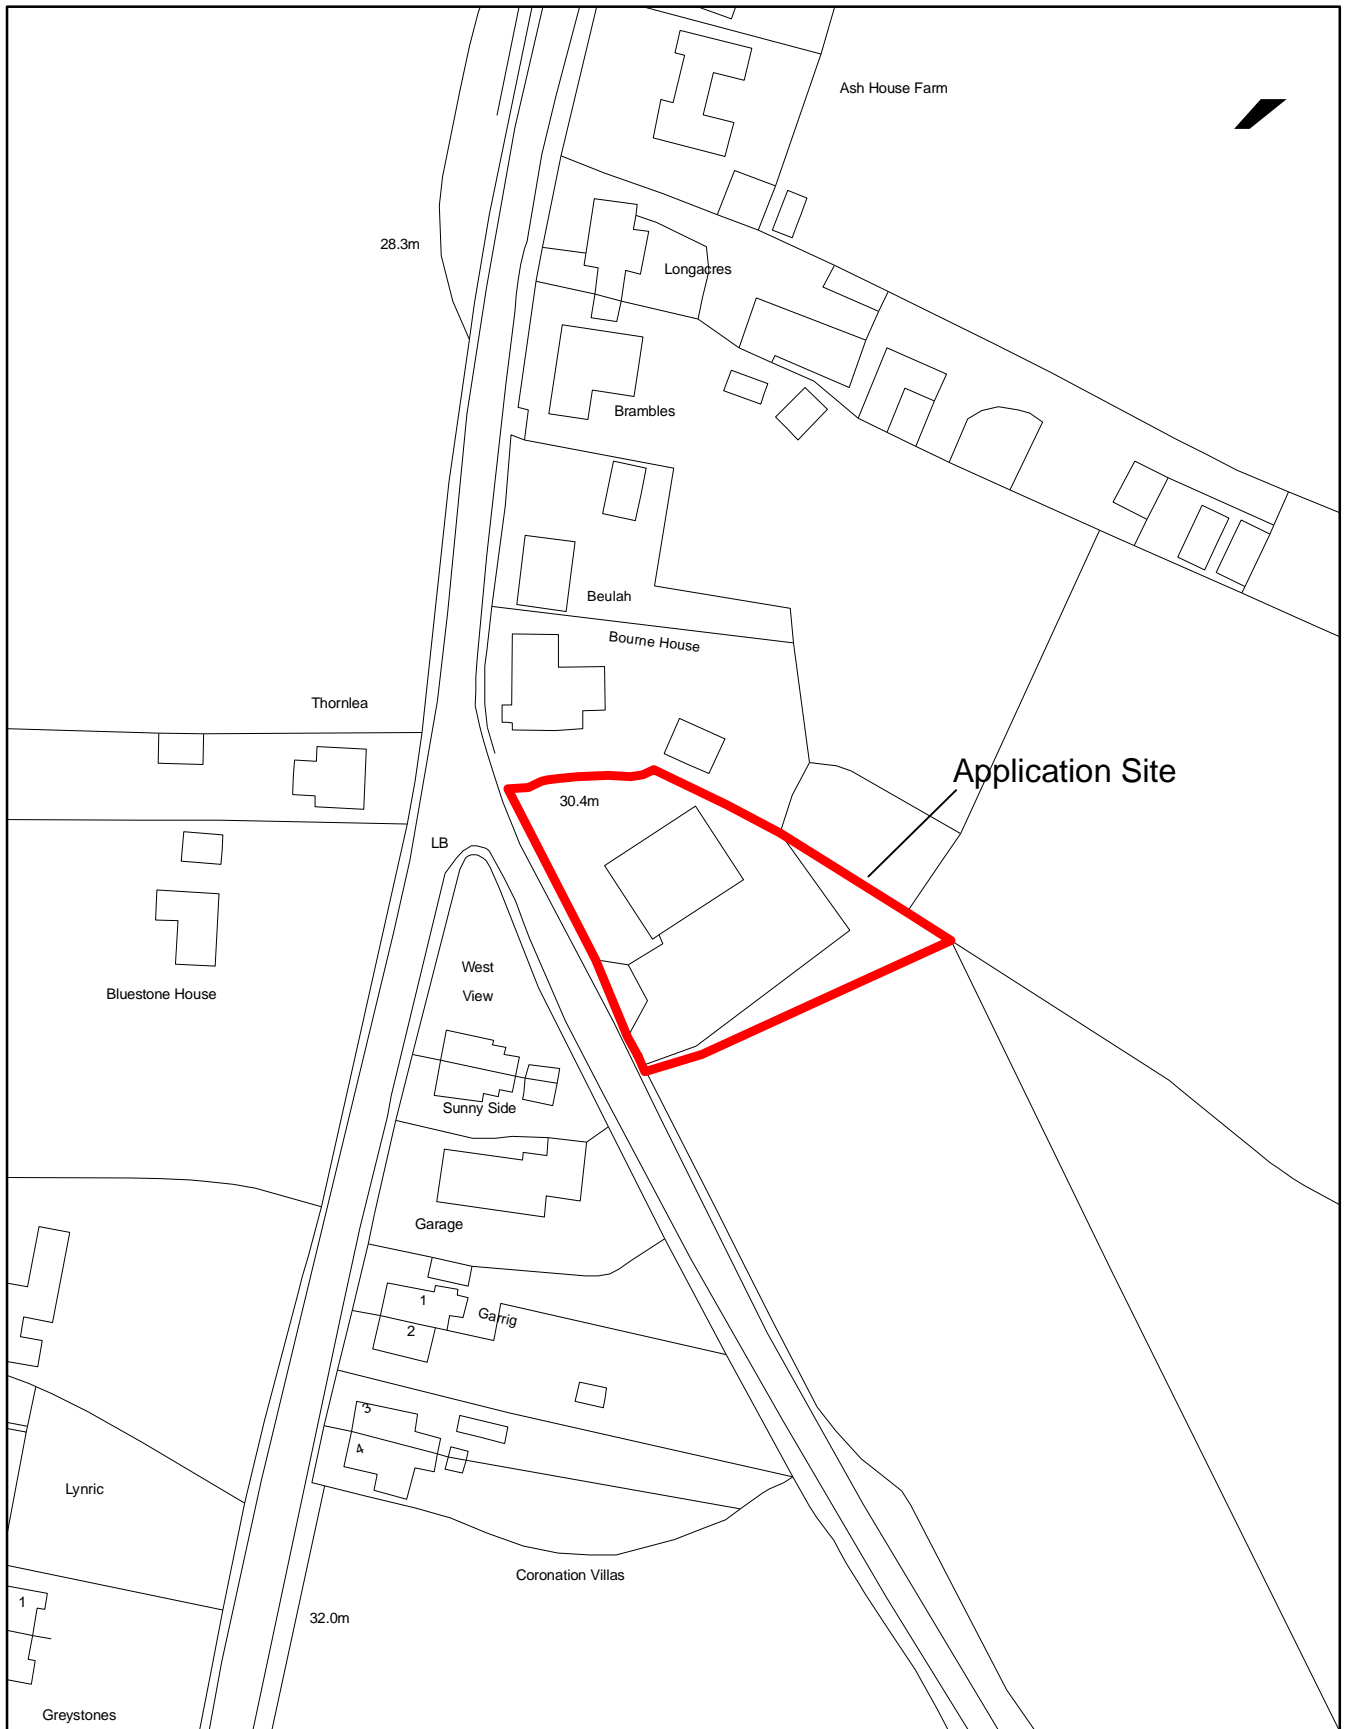 Ash House Farm
28.3m
Longacres
Brambles
Beulah
Bourne House
Thornlea
Application Site
30.4m
LB
West
View
Bluestone House
Sunny Side
Garage
1
Garrig
2
3
4
Lynric
Coronation Villas
1
32.0m
Greystones